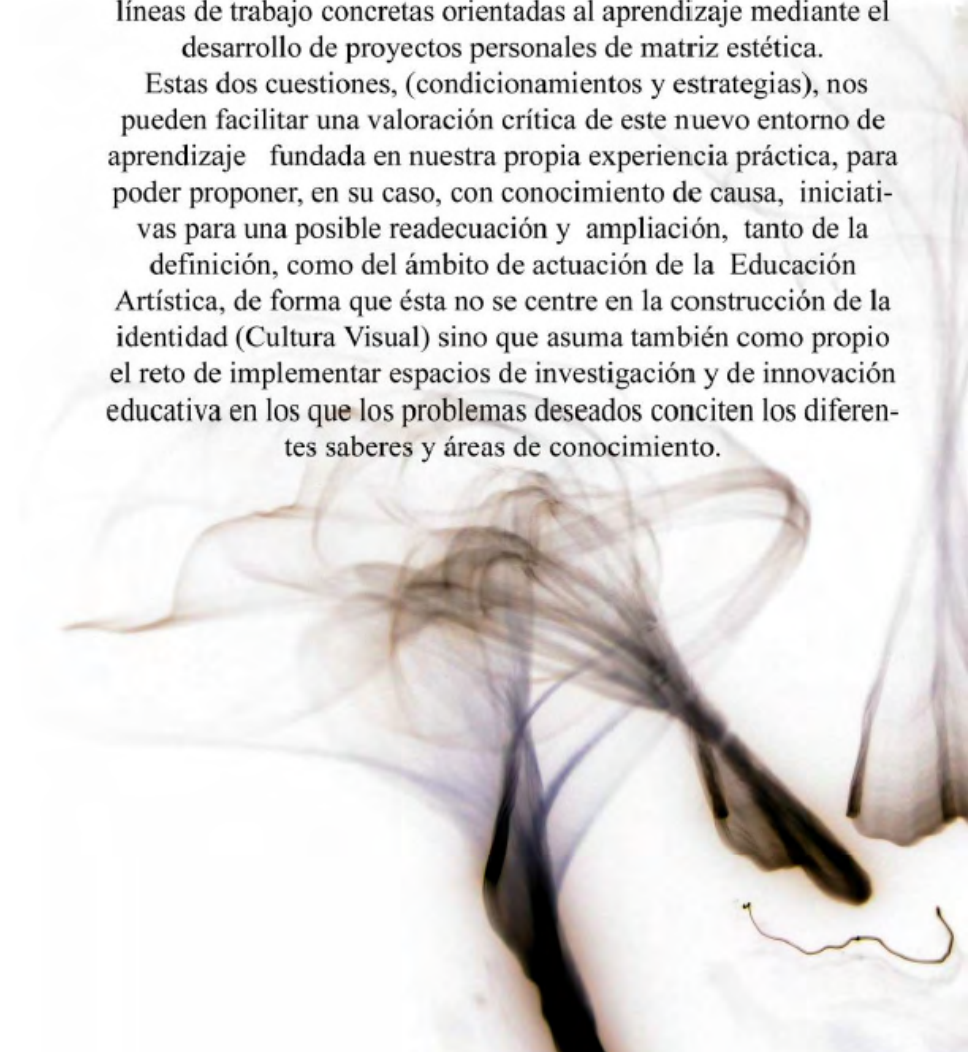 líneas de trabajo concretas orientadas al aprendizaje mediante el
desarrollo de proyectos personales de matriz estética.
Estas dos cuestiones, (condicionamientos y estrategias), nos
pueden facilitar una valoración crítica de este nuevo entorno de
aprendizaje fundada en nuestra propia experiencia práctica, para
poder proponer, en su caso, con conocimiento de causa, iniciati-
vas para una posible readecuación y ampliación, tanto de la
definición, como del ámbito de actuación de la Educación
Artística, de forma que ésta no se centre en la construcción de la
identidad (Cultura Visual) sino que asuma también como propio
el reto de implementar espacios de investigación y de innovación
educativa en los que los problemas deseados conciten los diferen-
tes saberes y áreas de conocimiento.